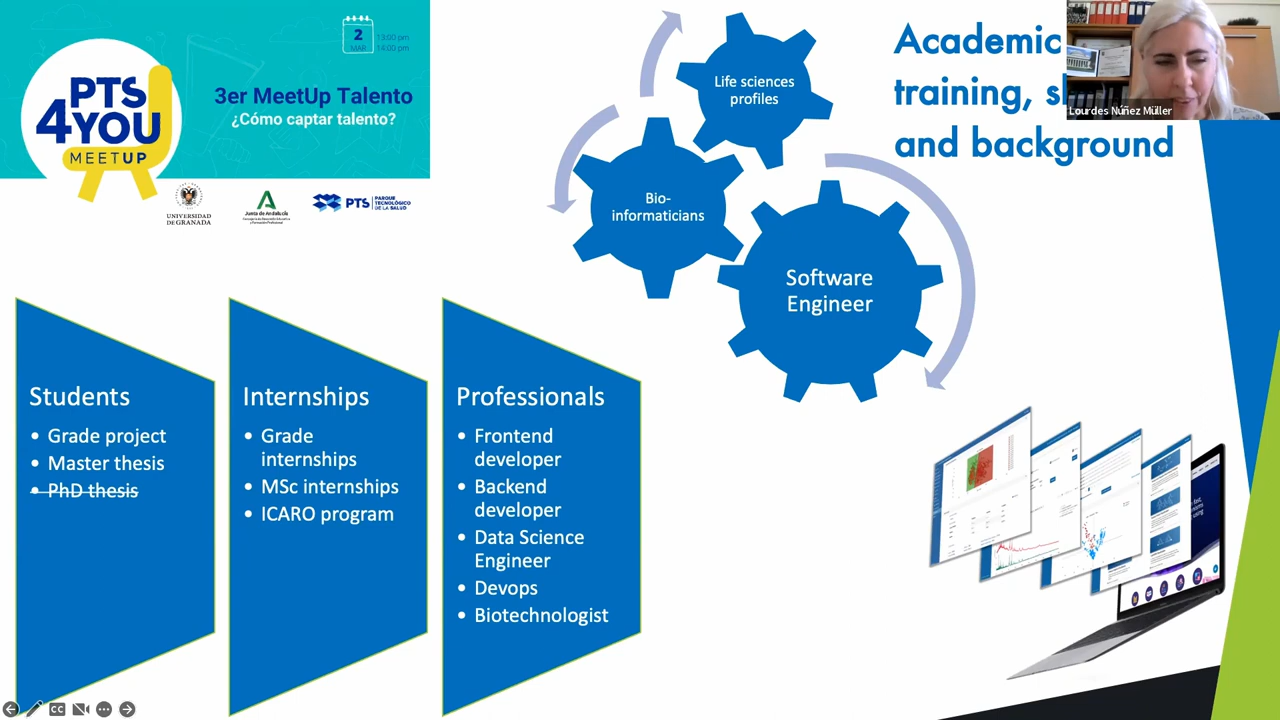 PTS
4YOU
MEETUP
2
MAR
13:00 pm
14:00 pm
3er MeetUp Talento
¿Cómo captar talento?
UNIVERSIDAD
DE GRANADA
Junta de Andalucía
PTS
PARQUE
TECNOLÓGICO
DE LA SALUD
Life sciences
profiles
Bio-
informaticians
Software
Engineer
Academic
training,
and background
Lourdes Núñez Müller
Students
• Grade project
• Master thesis
• PhD thesis
Internships
• Grade
internships
• MSc internships
• ICARO program
Professionals
• Frontend
developer
• Backend
developer
• Data Science
Engineer
• Devops
• Biotechnologist
CC